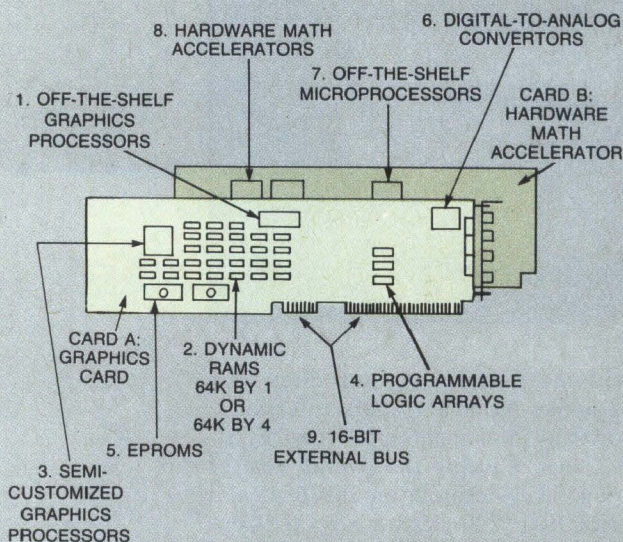 8. HARDWARE MATH
ACCELERATORS
6. DIGITAL-TO-ANALOG
CONVERTORS
7. OFF-THE-SHELF
MICROPROCESSORS
1. OFF-THE-SHELF
GRAPHICS
PROCESSORS
CARD B:
HARDWARE
MATH
ACCELERATOR
CARD A:
GRAPHICS
CARD
2. DYNAMIC
RAMS
64K BY 1
OR
64K BY 4
4. PROGRAMMABLE
LOGIC ARRAYS
5. EPROMS
9. 16-BIT
EXTERNAL BUS
3. SEMI-
CUSTOMIZED
GRAPHICS
PROCESSORS